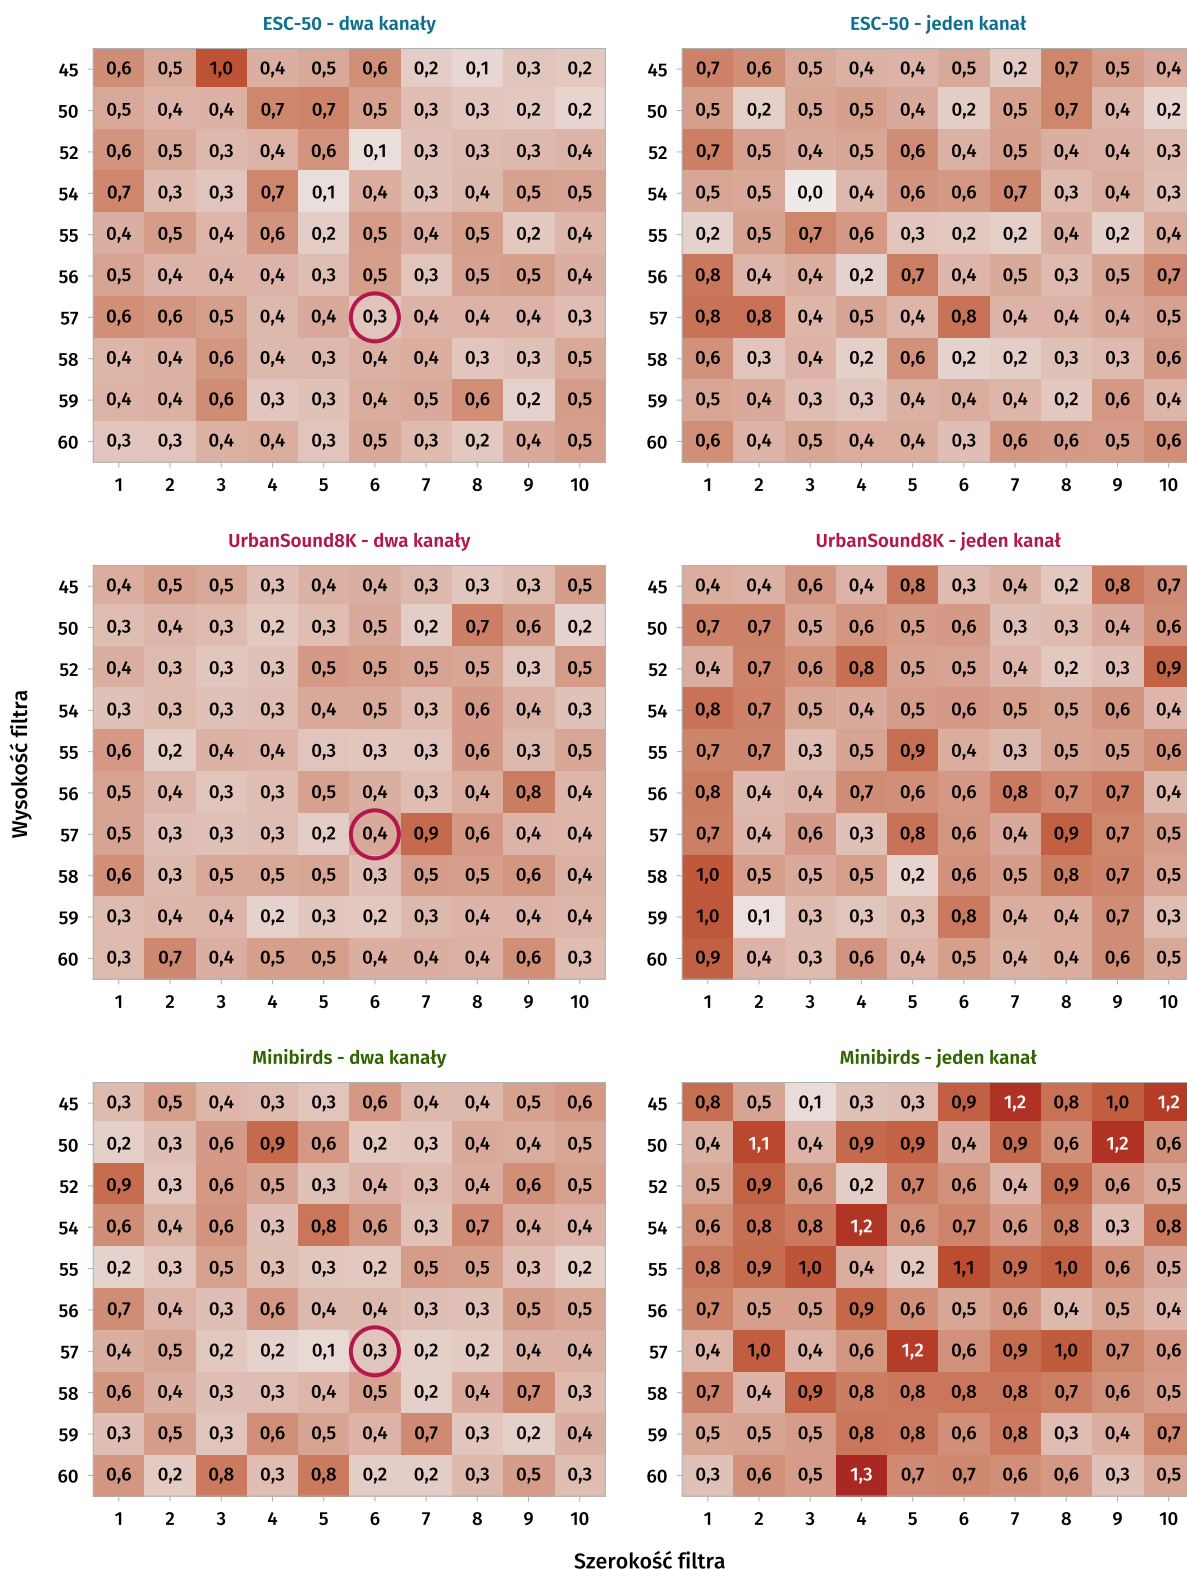 ESC-50 - dwa kanały
45 0,6 0,5 1,0 0,4 0,5 0,6 0,2 0,1 0,3 0,2
50 0,5 0,4 0,4 0,7 0,7 0,5 0,3 0,3 0,2 0,2
52 0,6 0,5 0,3 0,4 0,6 0,1 0,3 0,3 0,3 0,4
54 0,7 0,3 0,3 0,7 0,1 0,4 0,3 0,4 0,5 0,5
55 0,4 0,5 0,4 0,6 0,2 0,5 0,4 0,5 0,2 0,4
56 0,5 0,4 0,4 0,4 0,3 0,5 0,3 0,5 0,5 0,4
57 0,6 0,6 0,5 0,4 0,4 0,3 0,4 0,4 0,4 0,3
58 0,4 0,4 0,6 0,4 0,3 0,4 0,4 0,3 0,3 0,5
59 0,4 0,4 0,6 0,3 0,3 0,4 0,5 0,6 0,2 0,5
60 0,3 0,3 0,4 0,4 0,3 0,5 0,3 0,2 0,4 0,5
1 2 3 4 5 6 7 8 9 10
ESC-50 - jeden kanał
45 0,7 0,6 0,5 0,4 0,4 0,5 0,2 0,7 0,5 0,4
50 0,5 0,2 0,5 0,5 0,4 0,2 0,5 0,7 0,4 0,2
52 0,7 0,5 0,4 0,5 0,6 0,4 0,5 0,4 0,4 0,3
54 0,5 0,5 0,0 0,4 0,6 0,6 0,7 0,3 0,4 0,3
55 0,2 0,5 0,7 0,6 0,3 0,2 0,2 0,4 0,2 0,4
56 0,8 0,4 0,4 0,2 0,7 0,4 0,5 0,3 0,5 0,7
57 0,8 0,8 0,4 0,5 0,4 0,8 0,4 0,4 0,4 0,5
58 0,6 0,3 0,4 0,2 0,6 0,2 0,2 0,3 0,3 0,6
59 0,5 0,4 0,3 0,3 0,4 0,4 0,4 0,2 0,6 0,4
60 0,6 0,4 0,5 0,4 0,4 0,3 0,6 0,6 0,5 0,6
1 2 3 4 5 6 7 8 9 10
Wysokość filtra
UrbanSound8K - dwa kanały
45 0,4 0,5 0,5 0,3 0,4 0,4 0,3 0,3 0,3 0,5
50 0,3 0,4 0,3 0,2 0,3 0,5 0,2 0,7 0,6 0,2
52 0,4 0,3 0,3 0,3 0,5 0,5 0,5 0,5 0,3 0,5
54 0,3 0,3 0,3 0,3 0,4 0,5 0,3 0,6 0,4 0,3
55 0,6 0,2 0,4 0,4 0,3 0,3 0,3 0,6 0,3 0,5
56 0,5 0,4 0,3 0,3 0,5 0,4 0,3 0,4 0,8 0,4
57 0,5 0,3 0,3 0,3 0,2 0,4 0,9 0,6 0,4 0,4
58 0,6 0,3 0,5 0,5 0,5 0,3 0,5 0,5 0,6 0,4
59 0,3 0,4 0,4 0,2 0,3 0,2 0,3 0,4 0,4 0,4
60 0,3 0,7 0,4 0,5 0,5 0,4 0,4 0,4 0,6 0,3
1 2 3 4 5 6 7 8 9 10
UrbanSound8K - jeden kanał
45 0,4 0,4 0,6 0,4 0,8 0,3 0,4 0,2 0,8 0,7
50 0,7 0,7 0,5 0,6 0,5 0,6 0,3 0,3 0,4 0,6
52 0,4 0,7 0,6 0,8 0,5 0,5 0,4 0,2 0,3 0,9
54 0,8 0,7 0,5 0,4 0,5 0,6 0,5 0,5 0,6 0,4
55 0,7 0,7 0,3 0,5 0,9 0,4 0,3 0,5 0,5 0,6
56 0,8 0,4 0,4 0,7 0,6 0,6 0,8 0,7 0,7 0,4
57 0,7 0,4 0,6 0,3 0,8 0,6 0,4 0,9 0,7 0,5
58 1,0 0,5 0,5 0,5 0,2 0,6 0,5 0,8 0,7 0,5
59 1,0 0,1 0,3 0,3 0,3 0,8 0,4 0,4 0,7 0,3
60 0,9 0,4 0,3 0,6 0,4 0,5 0,4 0,4 0,6 0,5
1 2 3 4 5 6 7 8 9 10
Minibirds - dwa kanały
45 0,3 0,5 0,4 0,3 0,3 0,6 0,4 0,4 0,5 0,6
50 0,2 0,3 0,6 0,9 0,6 0,2 0,3 0,4 0,4 0,5
52 0,9 0,3 0,6 0,5 0,3 0,4 0,3 0,4 0,6 0,5
54 0,6 0,4 0,6 0,3 0,8 0,6 0,3 0,7 0,4 0,4
55 0,2 0,3 0,5 0,3 0,3 0,2 0,5 0,5 0,3 0,2
56 0,7 0,4 0,3 0,6 0,4 0,4 0,3 0,3 0,5 0,5
57 0,4 0,5 0,2 0,2 0,1 0,3 0,2 0,2 0,4 0,4
58 0,6 0,4 0,3 0,3 0,4 0,5 0,2 0,4 0,7 0,3
59 0,3 0,5 0,3 0,6 0,5 0,4 0,7 0,3 0,2 0,4
60 0,6 0,2 0,8 0,3 0,8 0,2 0,2 0,3 0,5 0,3
1 2 3 4 5 6 7 8 9 10
Minibirds - jeden kanał
45 0,8 0,5 0,1 0,3 0,3 0,9 1,2 0,8 1,0 1,2
50 0,4 1,1 0,4 0,9 0,9 0,4 0,9 0,6 1,2 0,6
52 0,5 0,9 0,6 0,2 0,7 0,6 0,4 0,9 0,6 0,5
54 0,6 0,8 0,8 1,2 0,6 0,7 0,6 0,8 0,3 0,8
55 0,8 0,9 1,0 0,4 0,2 1,1 0,9 1,0 0,6 0,5
56 0,7 0,5 0,5 0,9 0,6 0,5 0,6 0,4 0,5 0,4
57 0,4 1,0 0,4 0,6 1,2 0,6 0,9 1,0 0,7 0,6
58 0,7 0,4 0,9 0,8 0,8 0,8 0,8 0,7 0,6 0,5
59 0,5 0,5 0,5 0,8 0,8 0,6 0,8 0,3 0,4 0,7
60 0,3 0,6 0,5 1,3 0,7 0,7 0,6 0,6 0,3 0,5
1 2 3 4 5 6 7 8 9 10
Szerokość filtra